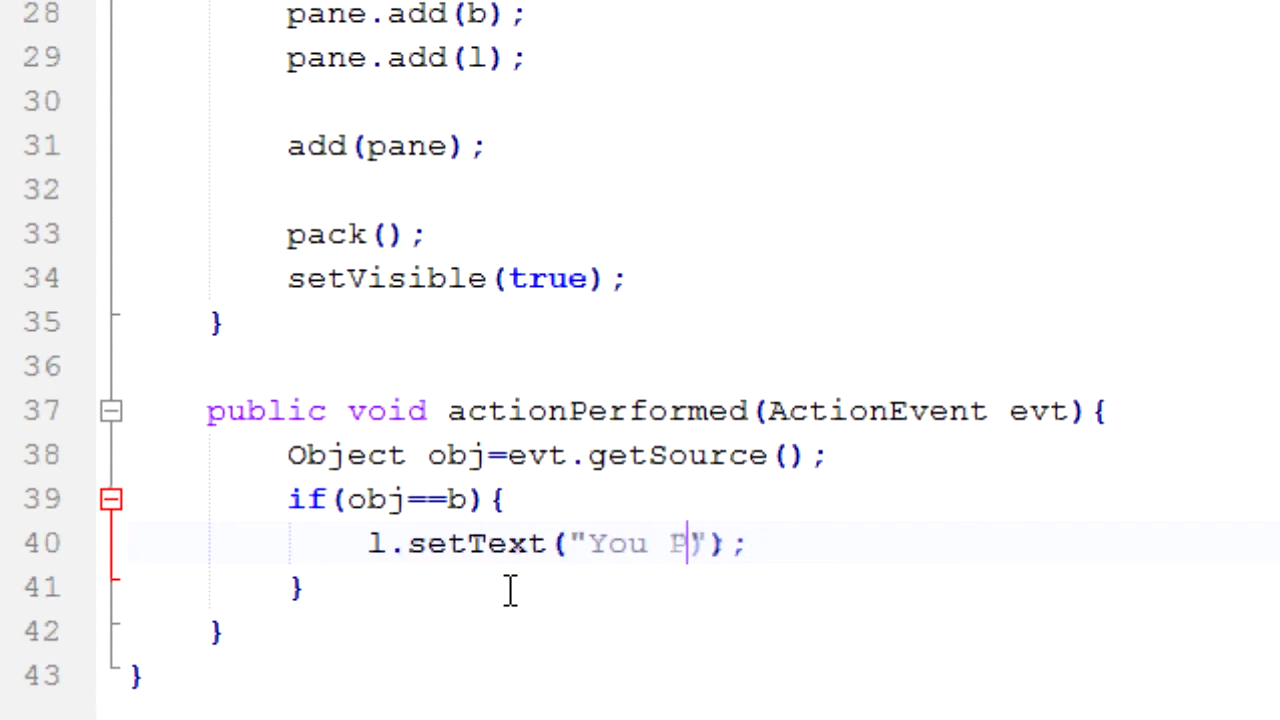 28 pane.add(b);
29 pane.add(l);
30
31 add(pane);
32
33 pack();
34 setVisible(true);
35 }
36
37 public void actionPerformed(ActionEvent evt){
38 Object obj=evt.getSource();
39 if(obj==b){
40 l.setText("You P");
41 }
42 }
43 }